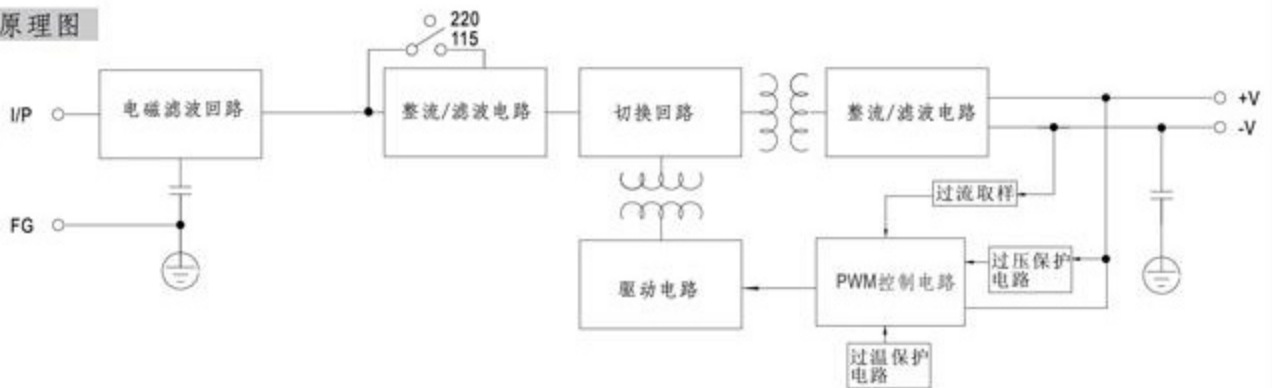 原理图
220
115
I/P
电磁滤波回路
整流/滤波电路
切换回路
整流/滤波电路
+V
-V
过流取样
FG
驱动电路
PWM控制电路
过压保护
电路
过温保护
电路